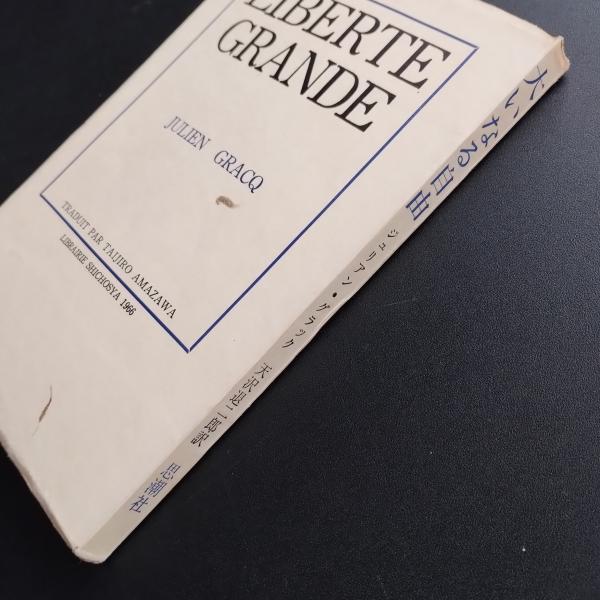 LIBERTE
GRANDE
JULIEN GRACQ
TRADUIT PAR TAIJIRO AMAZAWA
LIBRAIRIE SHICHOSYA 1966
大いなる自由
ジュリアン・グラック
天沢退二郎訳
思潮社